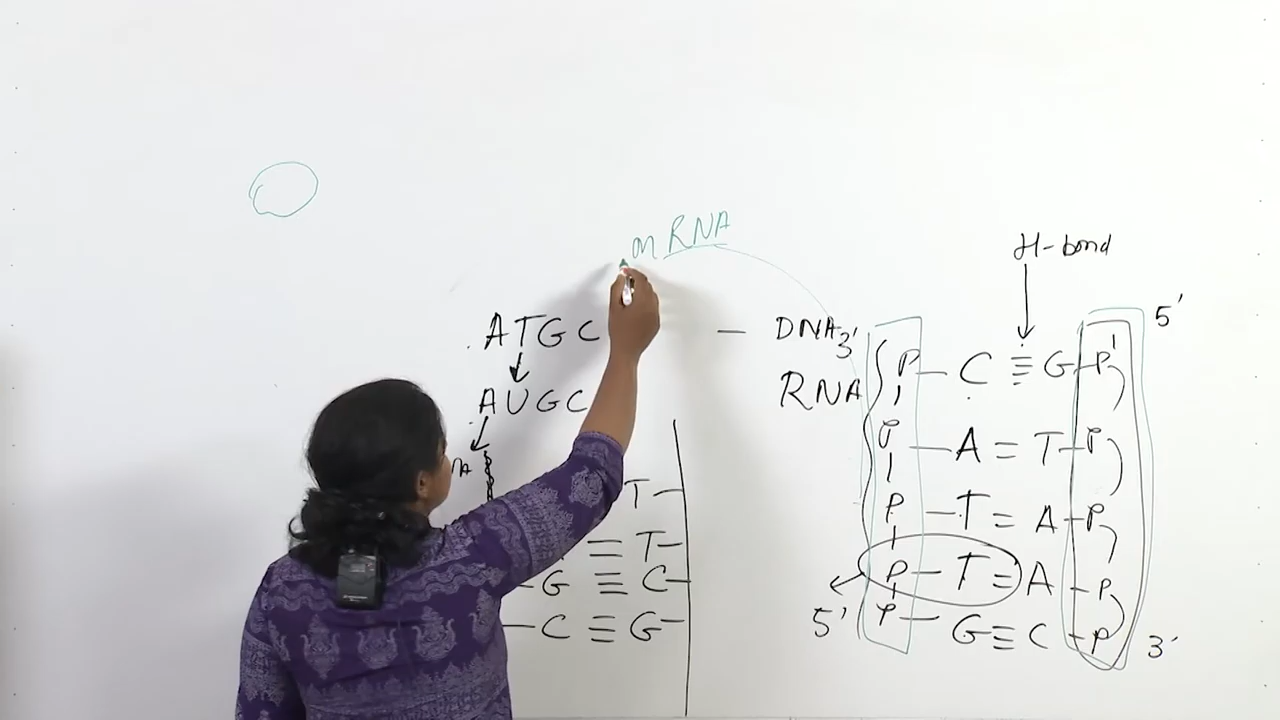 mRNA
H-bond
ATGC — DNA
AUGC RNA
3' 5'
P — C ≡ G - P
P — A = T - P
P — T = A - P
P — T = A - P
P — G ≡ C - P
5' 3'
T —
≡ T —
— G ≡ C —
— C ≡ G —